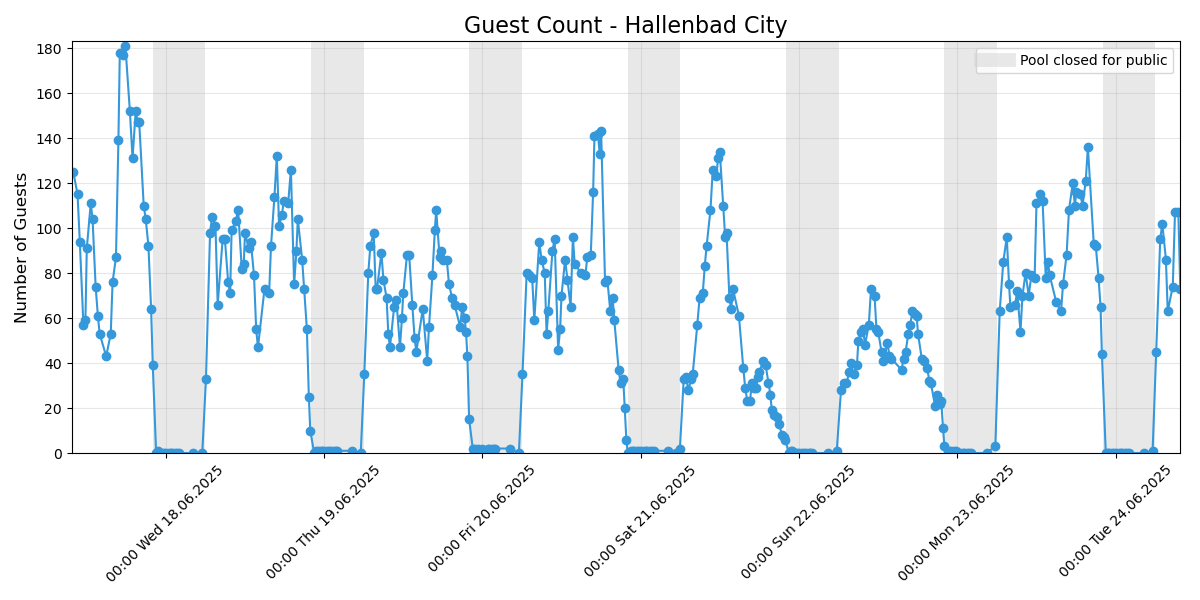 Guest Count - Hallenbad City
Pool closed for public
Number of Guests
180
160
140
120
100
80
60
40
20
0
00:00 Wed 18.06.2025
00:00 Thu 19.06.2025
00:00 Fri 20.06.2025
00:00 Sat 21.06.2025
00:00 Sun 22.06.2025
00:00 Mon 23.06.2025
00:00 Tue 24.06.2025